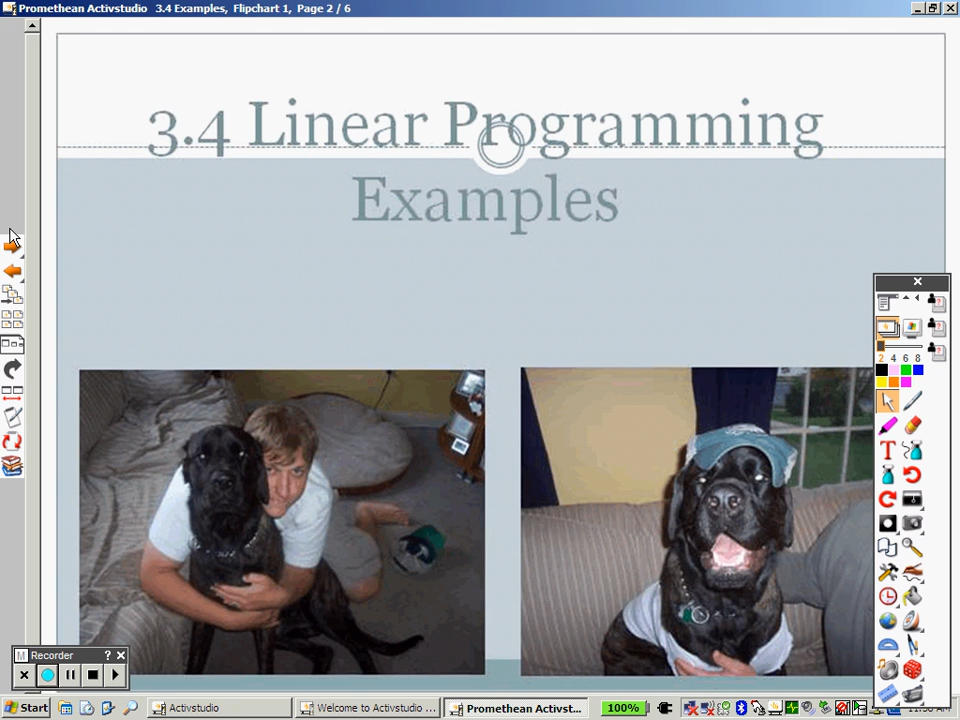 Promethean Activstudio 3.4 Examples, Flipchart 1, Page 2 / 6
3.4 Linear Programming
Examples
2 4 6 8
Recorder
Start
Activstudio
Welcome to Activstudio ...
Promethean Activst...
100%